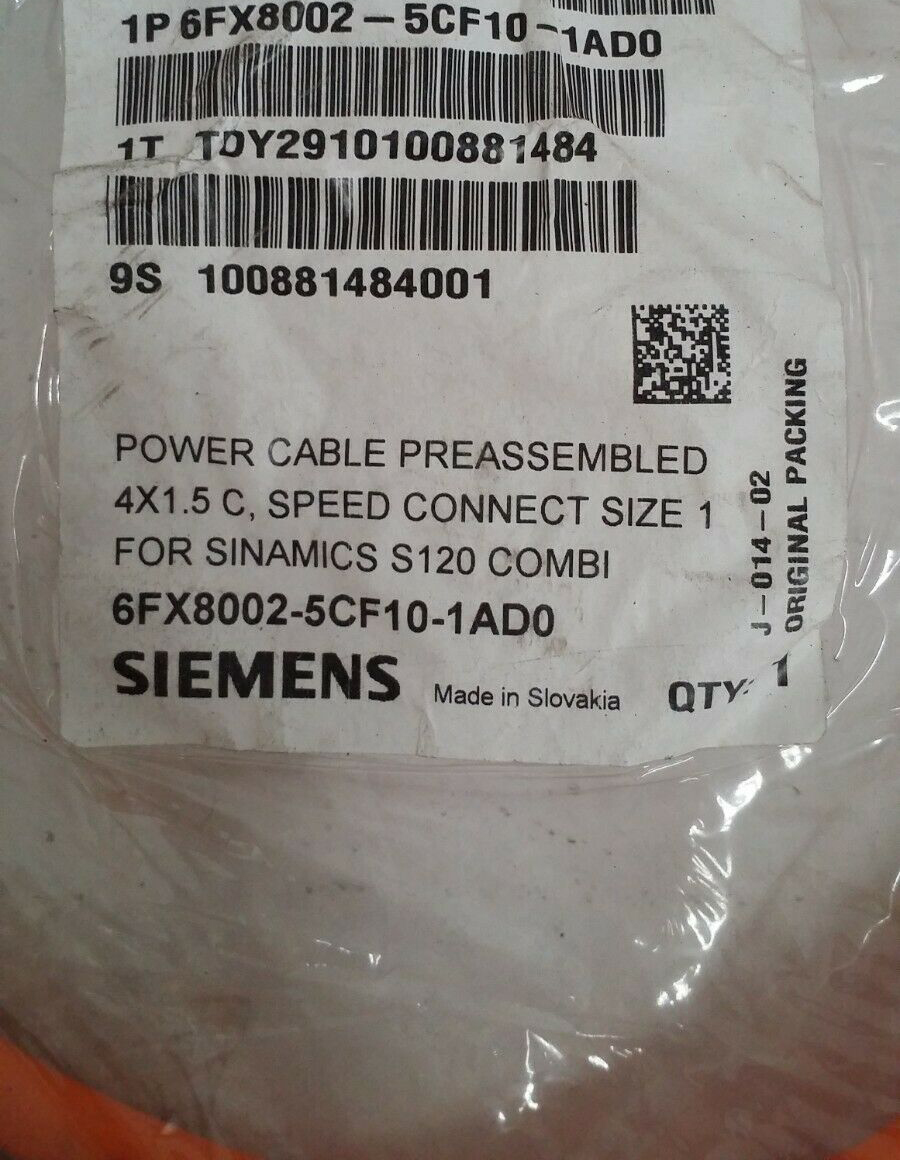 1P 6FX8002-5CF10-1AD0
1T TDY2910100881484
9S 100881484001
POWER CABLE PREASSEMBLED
4X1.5 C, SPEED CONNECT SIZE 1
FOR SINAMICS S120 COMBI
6FX8002-5CF10-1AD0
SIEMENS Made in Slovakia QTY: 1
J-014-02
ORIGINAL PACKING